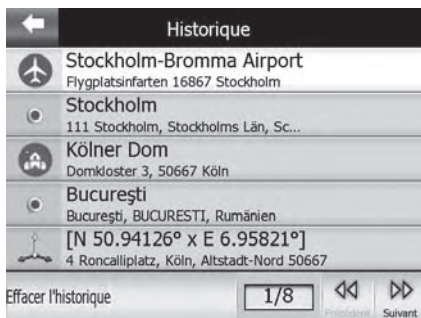 Historique
Stockholm-Bromma Airport
Flygplatsinfarten 16867 Stockholm
Stockholm
111 Stockholm, Stockholms Län, Sc...
Kölner Dom
Domkloster 3, 50667 Köln
Bucureşti
Bucureşti, BUCURESTI, Rumänien
[N 50.94126° x E 6.95821°]
4 Roncalliplatz, Köln, Altstadt-Nord 50667
Effacer l'historique
1/8
Précédent
Suivant